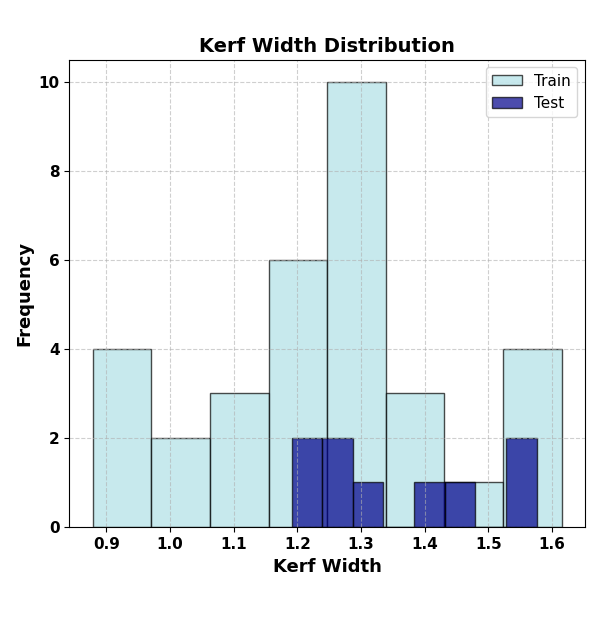 Kerf Width Distribution
Train
Test
Frequency
10
8
6
4
2
0
0.9 1.0 1.1 1.2 1.3 1.4 1.5 1.6
Kerf Width